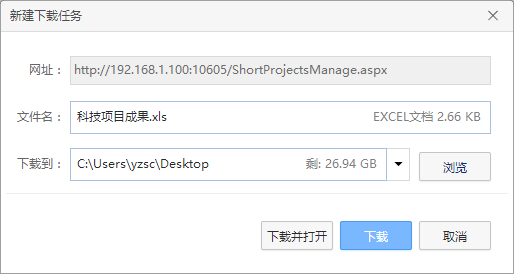 新建下载任务
网址： http://192.168.1.100:10605/ShortProjectsManage.aspx
文件名： 科技项目成果.xls EXCEL文档 2.66 KB
下载到： C:\Users\yzsc\Desktop 剩: 26.94 GB 浏览
下载并打开 下载 取消